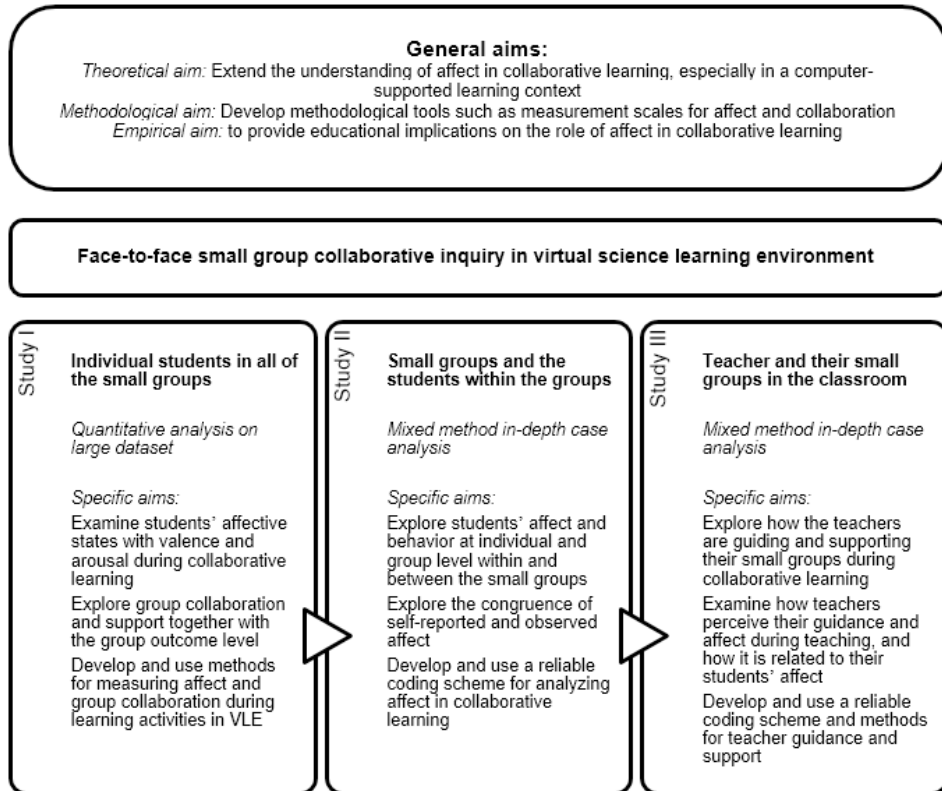 General aims:
Theoretical aim: Extend the understanding of affect in collaborative learning, especially in a computer-
supported learning context
Methodological aim: Develop methodological tools such as measurement scales for affect and collaboration
Empirical aim: to provide educational implications on the role of affect in collaborative learning
Face-to-face small group collaborative inquiry in virtual science learning environment
Study I
Individual students in all of
the small groups
Quantitative analysis on
large dataset
Specific aims:
Examine students' affective
states with valence and
arousal during collaborative
learning
Explore group collaboration
and support together with
the group outcome level
Develop and use methods
for measuring affect and
group collaboration during
learning activities in VLE
Study II
Small groups and the
students within the groups
Mixed method in-depth case
analysis
Specific aims:
Explore students' affect and
behavior at individual and
group level within and
between the small groups
Explore the congruence of
self-reported and observed
affect
Develop and use a reliable
coding scheme for analyzing
affect in collaborative
learning
Study III
Teacher and their small
groups in the classroom
Mixed method in-depth case
analysis
Specific aims:
Explore how the teachers
are guiding and supporting
their small groups during
collaborative learning
Examine how teachers
perceive their guidance and
affect during teaching, and
how it is related to their
students' affect
Develop and use a reliable
coding scheme and methods
for teacher guidance and
support